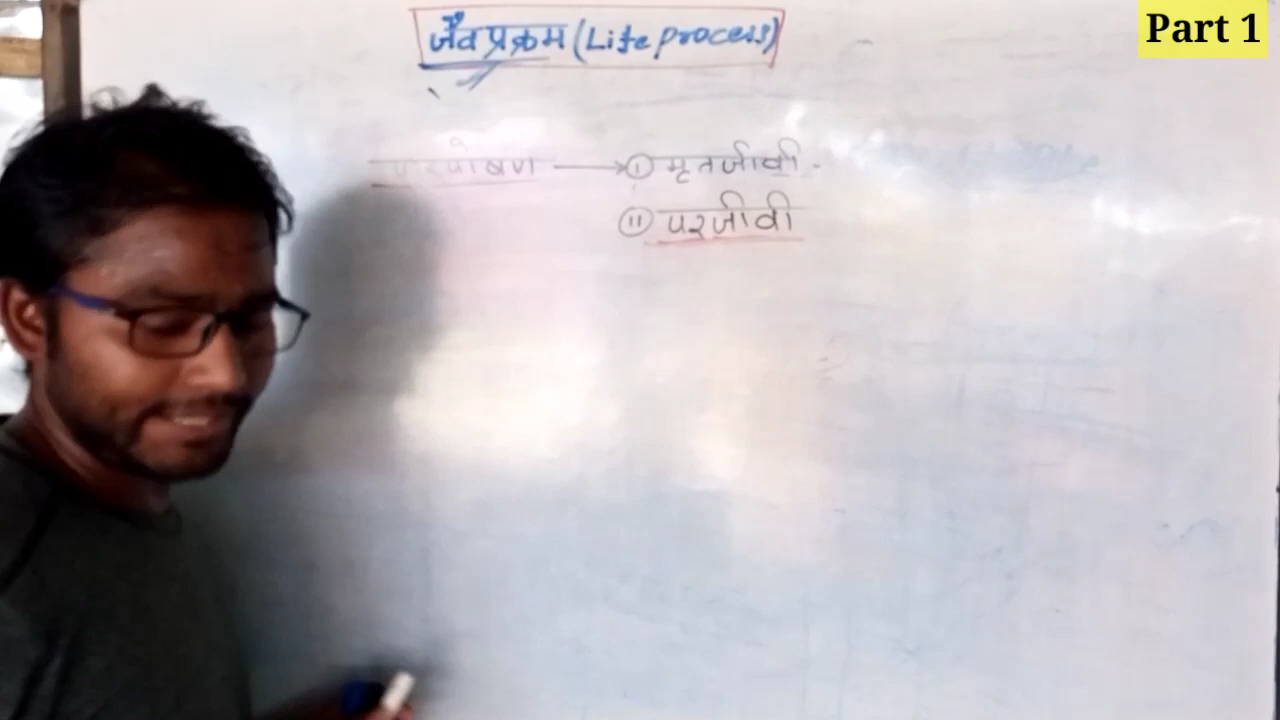 Part 1
जैव प्रक्रम (Life process)
परपोषण → (i) मृतजीवी -
(ii) परजीवी